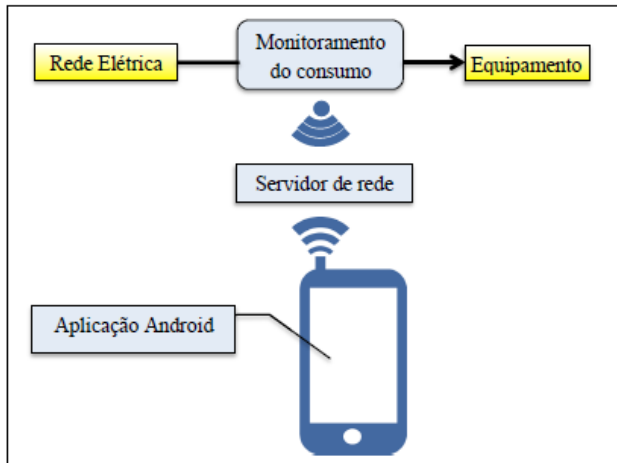 Monitoramento
do consumo
Rede Elétrica
Equipamento
Servidor de rede
Aplicação Android